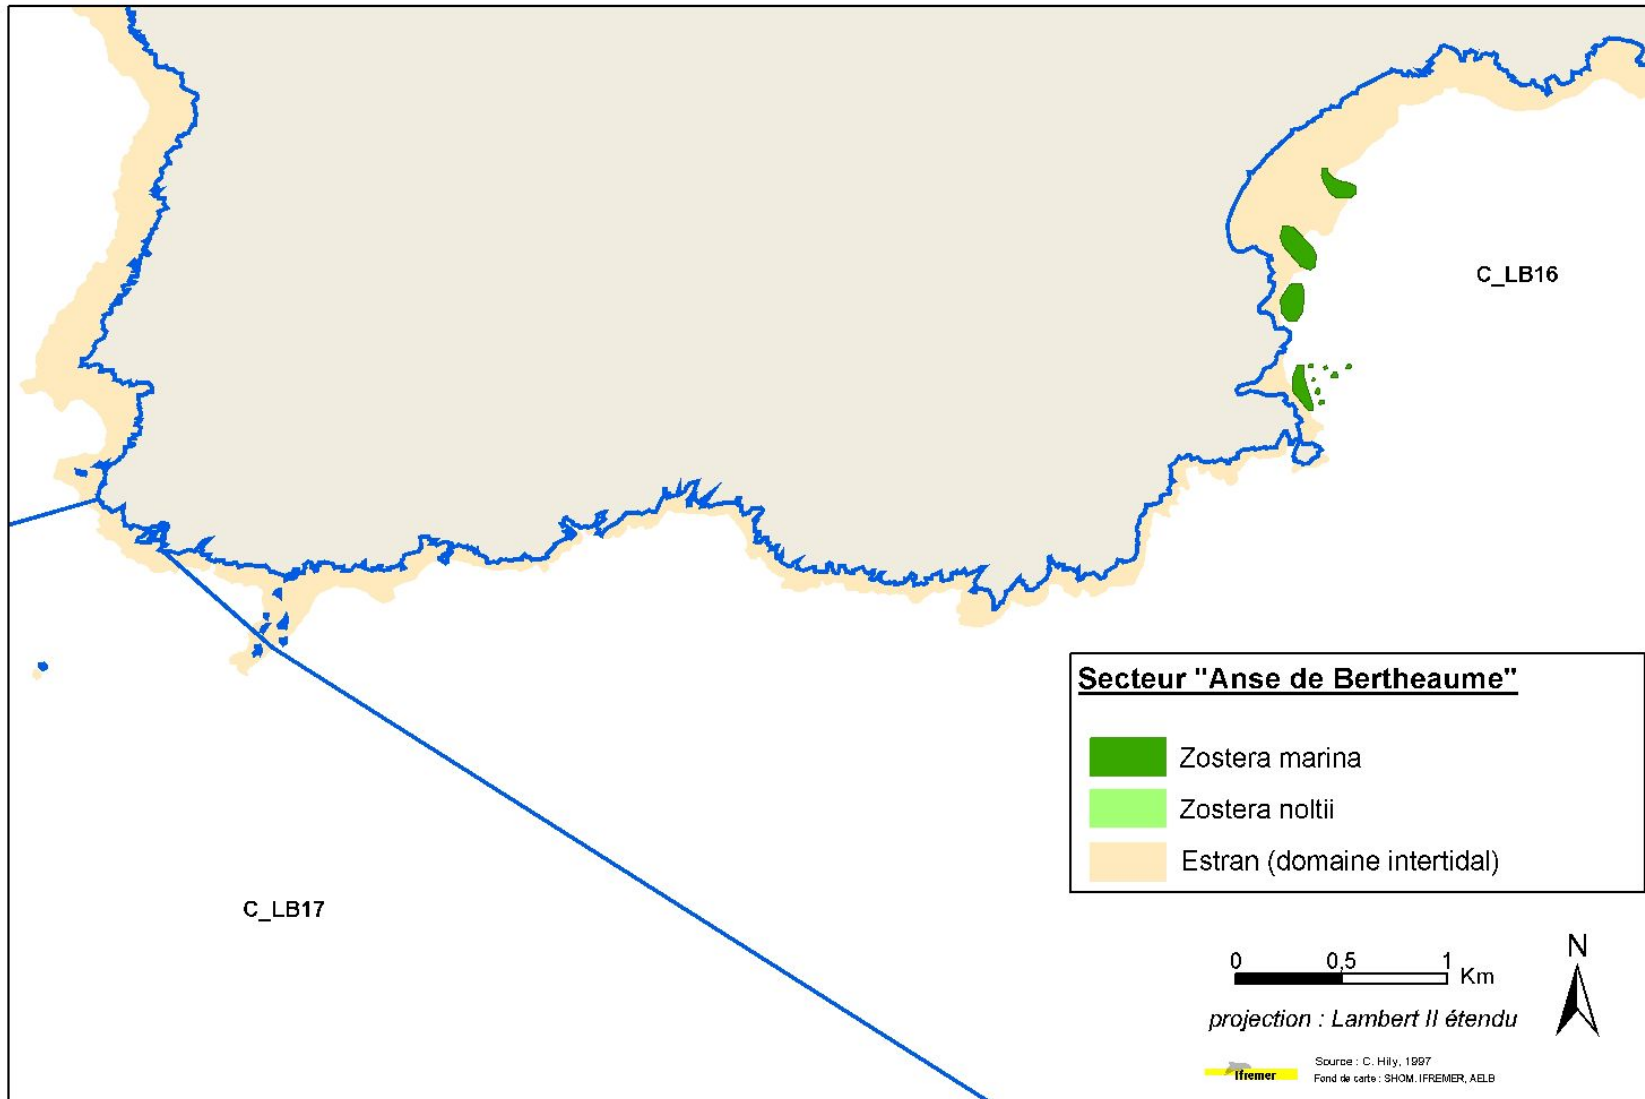 C_LB16
C_LB17
Secteur "Anse de Bertheaume"
Zostera marina
Zostera noltii
Estran (domaine intertidal)
0 0,5 1 Km
N
projection : Lambert II étendu
Ifremer
Source : C. Hily, 1997
Fond de carte : SHOM, IFREMER, AELB